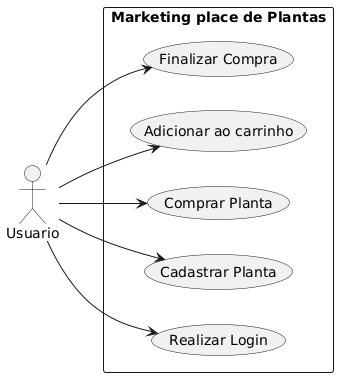 Marketing place de Plantas
Finalizar Compra
Adicionar ao carrinho
Comprar Planta
Usuario
Cadastrar Planta
Realizar Login